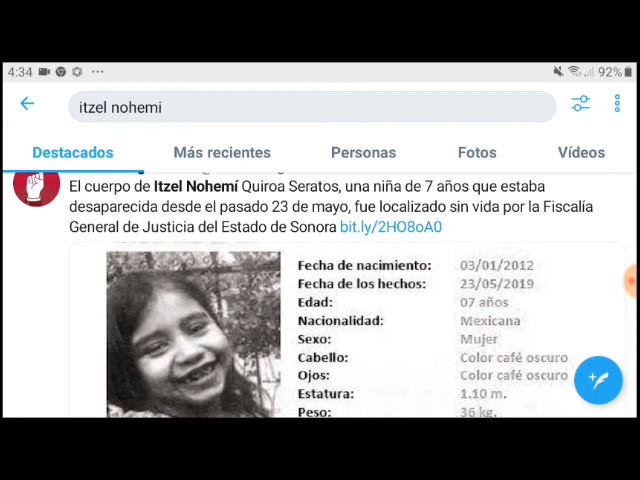 4:34 92%
itzel nohemi
Destacados Más recientes Personas Fotos Vídeos
El cuerpo de Itzel Nohemí Quiroa Seratos, una niña de 7 años que estaba
desaparecida desde el pasado 23 de mayo, fue localizado sin vida por la Fiscalía
General de Justicia del Estado de Sonora bit.ly/2HO8oA0
Fecha de nacimiento: 03/01/2012
Fecha de los hechos: 23/05/2019
Edad: 07 años
Nacionalidad: Mexicana
Sexo: Mujer
Cabello: Color café oscuro
Ojos: Color café oscuro
Estatura: 1.10 m.
Peso: 36 kg.